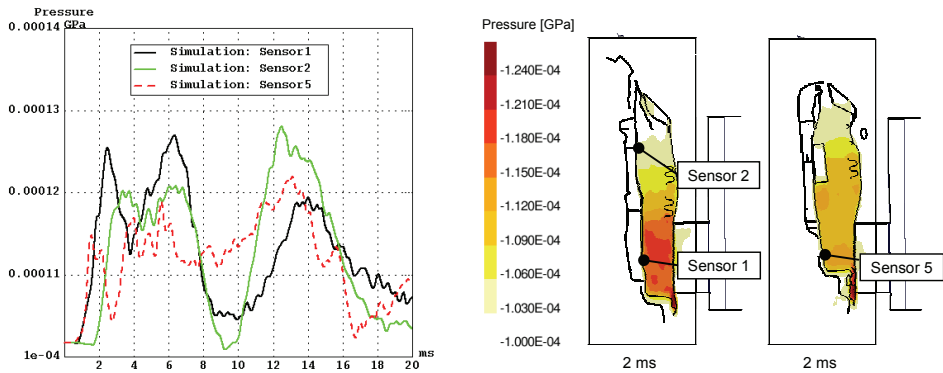 Pressure
GPa
0.00014
0.00013
0.00012
0.00011
1e-04
Simulation: Sensor1
Simulation: Sensor2
Simulation: Sensor5
2 4 6 8 10 12 14 16 18 20
ms
Pressure [GPa]
-1.240E-04
-1.210E-04
-1.180E-04
-1.150E-04
-1.120E-04
-1.090E-04
-1.060E-04
-1.030E-04
-1.000E-04
Sensor 2
Sensor 1
2 ms
Sensor 5
2 ms